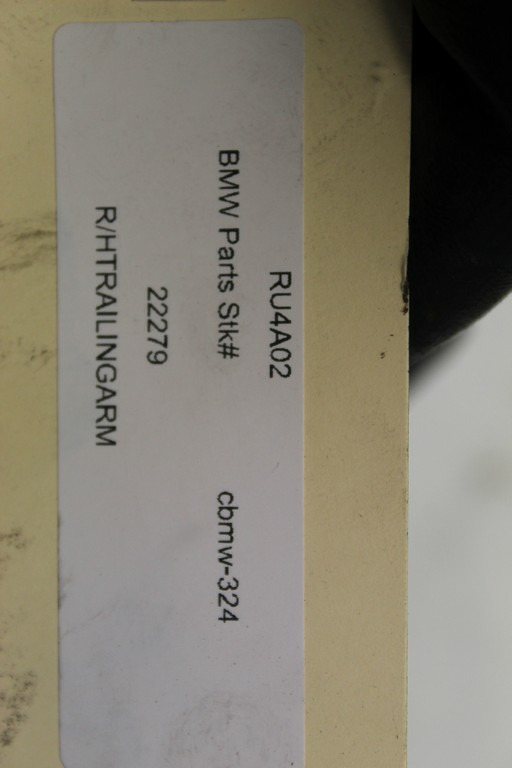 RU4A02
BMW Parts Stk# cbmw-324
22279
R/HTRAILINGARM